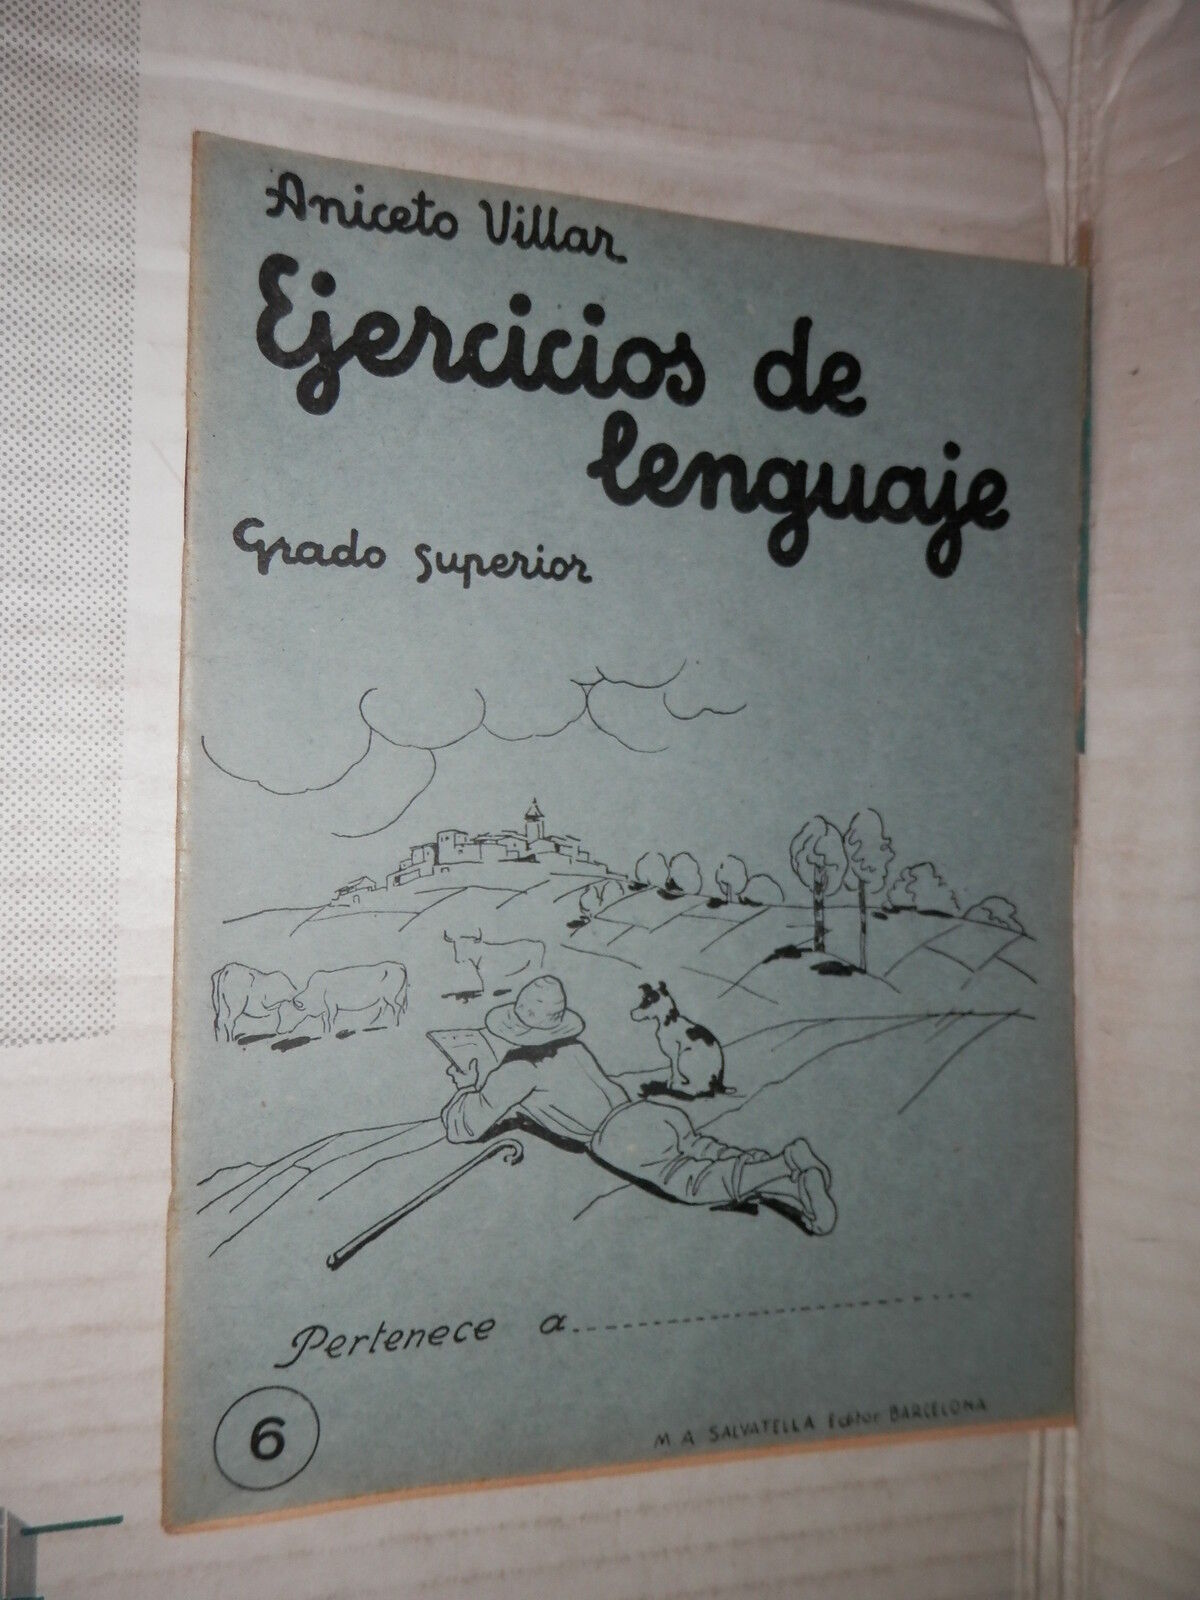 Aniceto Villar
Ejercicios de
lenguaje
Grado superior
Pertenece a
6
M. A. SALVATELLA Editor BARCELONA